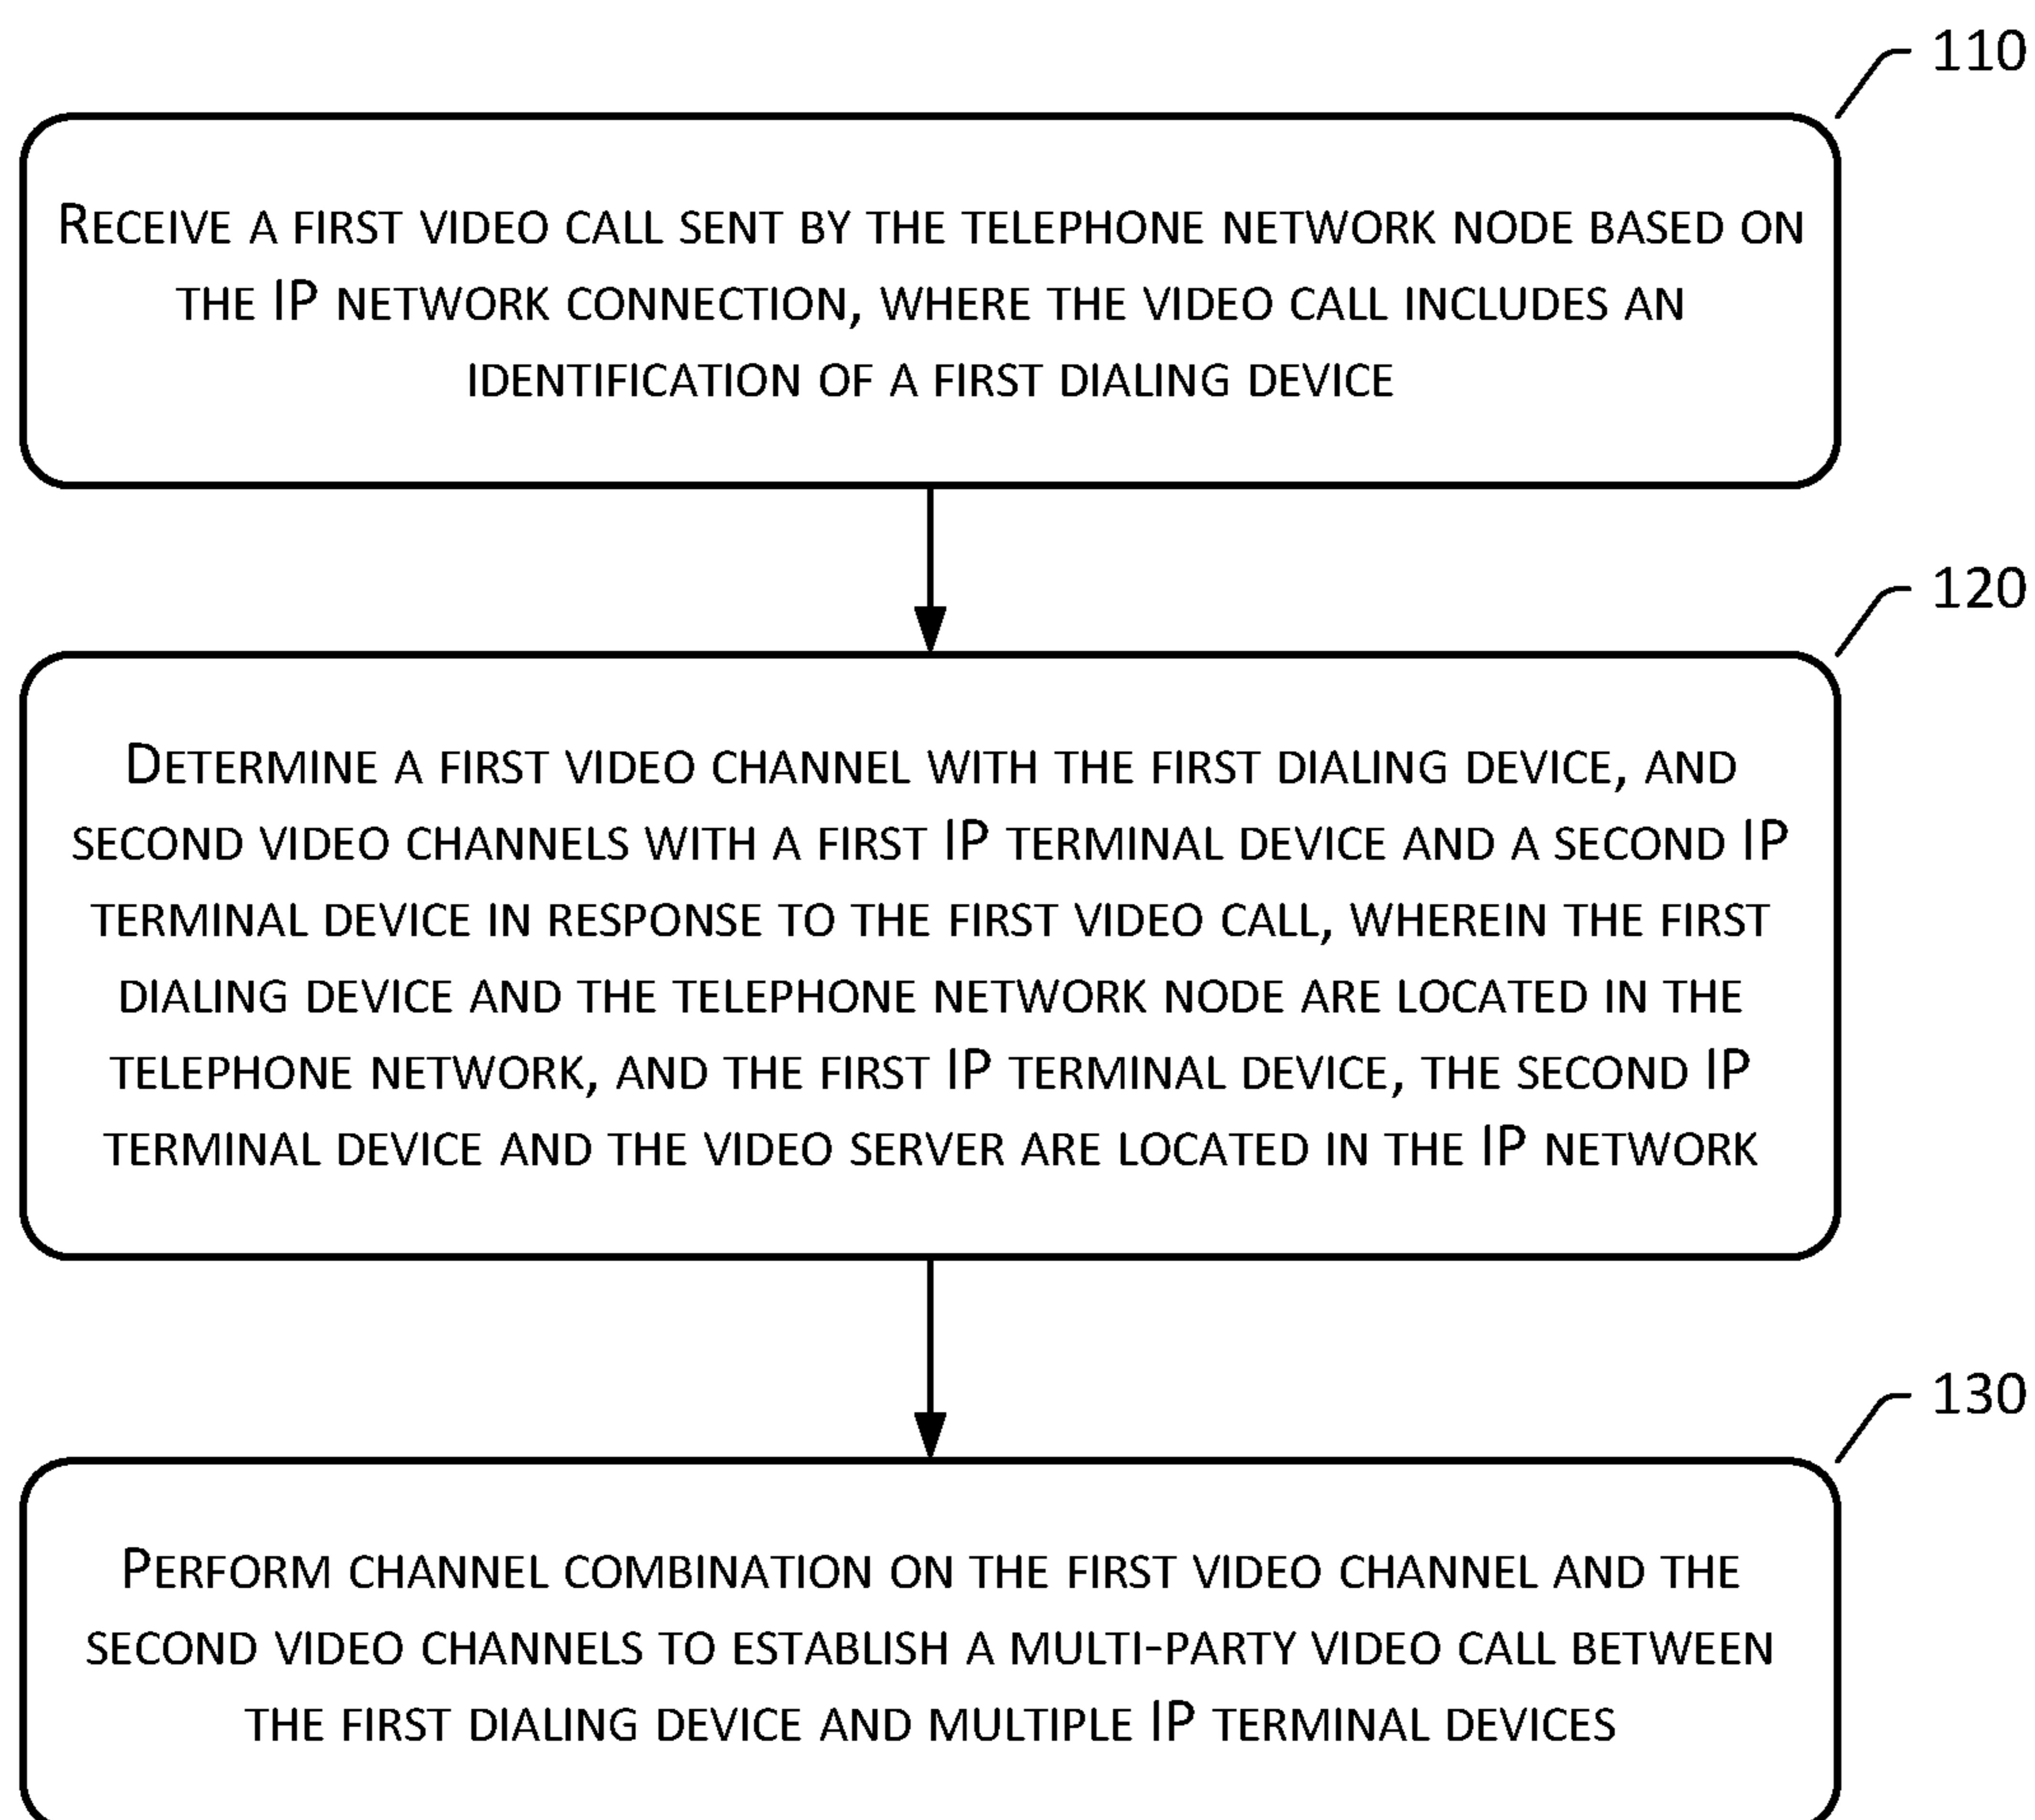 110
RECEIVE A FIRST VIDEO CALL SENT BY THE TELEPHONE NETWORK NODE BASED ON
THE IP NETWORK CONNECTION, WHERE THE VIDEO CALL INCLUDES AN
IDENTIFICATION OF A FIRST DIALING DEVICE
120
DETERMINE A FIRST VIDEO CHANNEL WITH THE FIRST DIALING DEVICE, AND
SECOND VIDEO CHANNELS WITH A FIRST IP TERMINAL DEVICE AND A SECOND IP
TERMINAL DEVICE IN RESPONSE TO THE FIRST VIDEO CALL, WHEREIN THE FIRST
DIALING DEVICE AND THE TELEPHONE NETWORK NODE ARE LOCATED IN THE
TELEPHONE NETWORK, AND THE FIRST IP TERMINAL DEVICE, THE SECOND IP
TERMINAL DEVICE AND THE VIDEO SERVER ARE LOCATED IN THE IP NETWORK
130
PERFORM CHANNEL COMBINATION ON THE FIRST VIDEO CHANNEL AND THE
SECOND VIDEO CHANNELS TO ESTABLISH A MULTI-PARTY VIDEO CALL BETWEEN
THE FIRST DIALING DEVICE AND MULTIPLE IP TERMINAL DEVICES